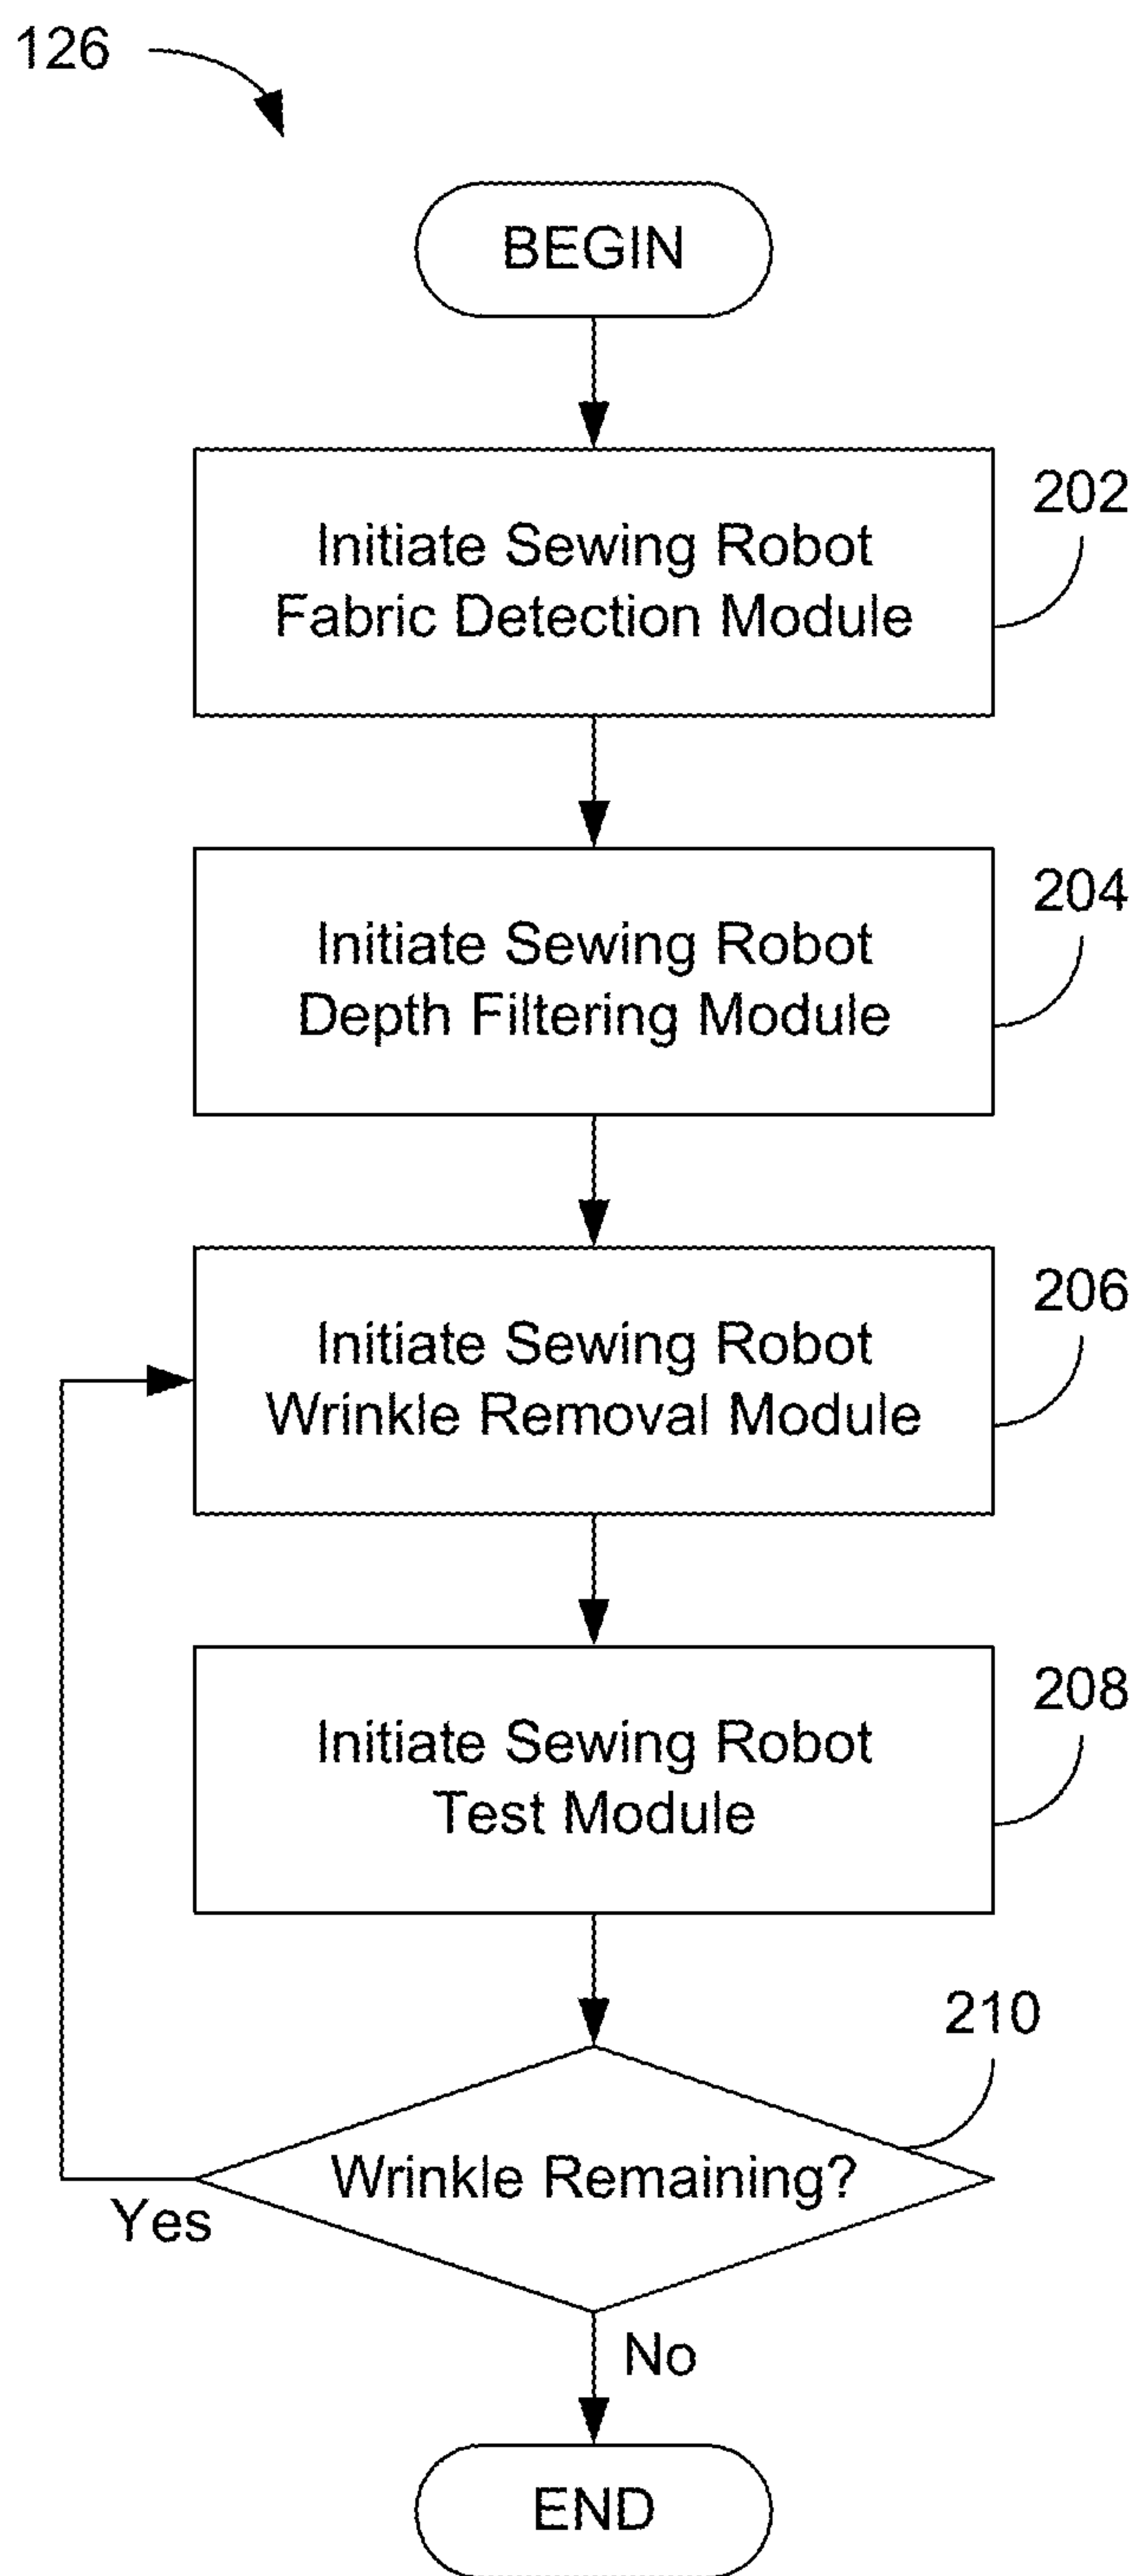 126
BEGIN
202
Initiate Sewing Robot
Fabric Detection Module
204
Initiate Sewing Robot
Depth Filtering Module
206
Initiate Sewing Robot
Wrinkle Removal Module
208
Initiate Sewing Robot
Test Module
210
Wrinkle Remaining?
Yes
No
END